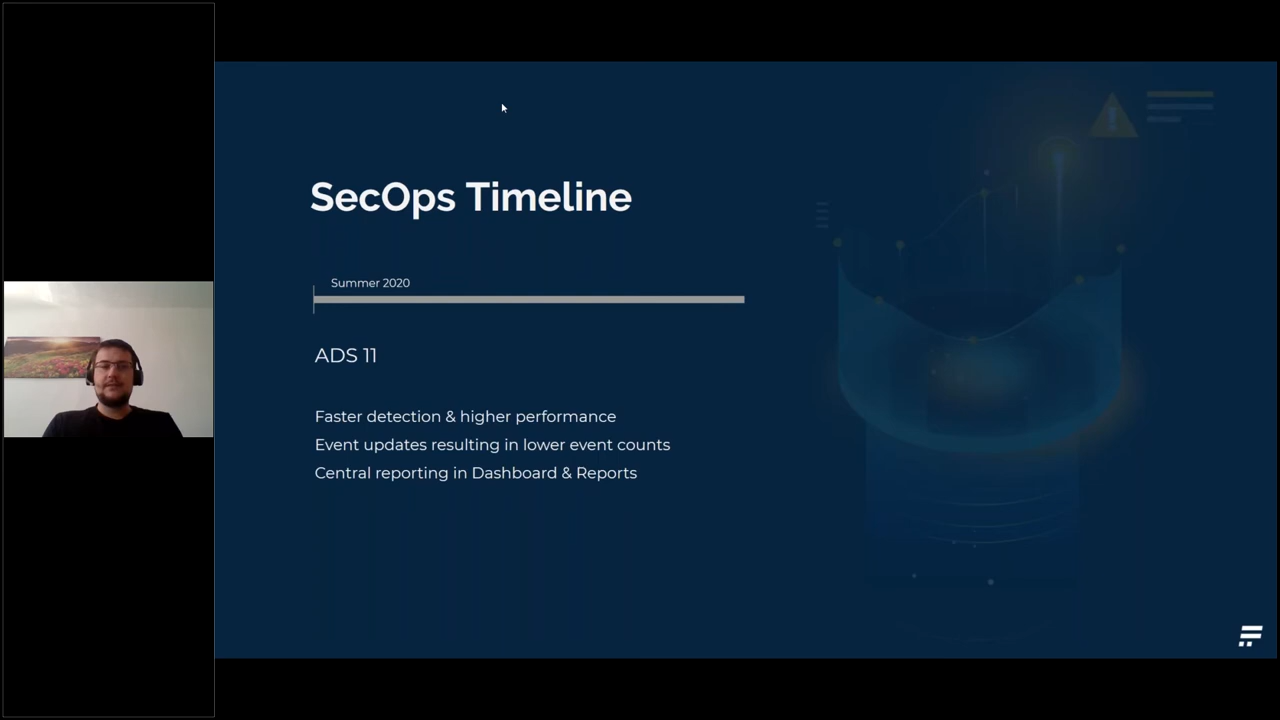 SecOps Timeline
Summer 2020
ADS 11
Faster detection & higher performance
Event updates resulting in lower event counts
Central reporting in Dashboard & Reports